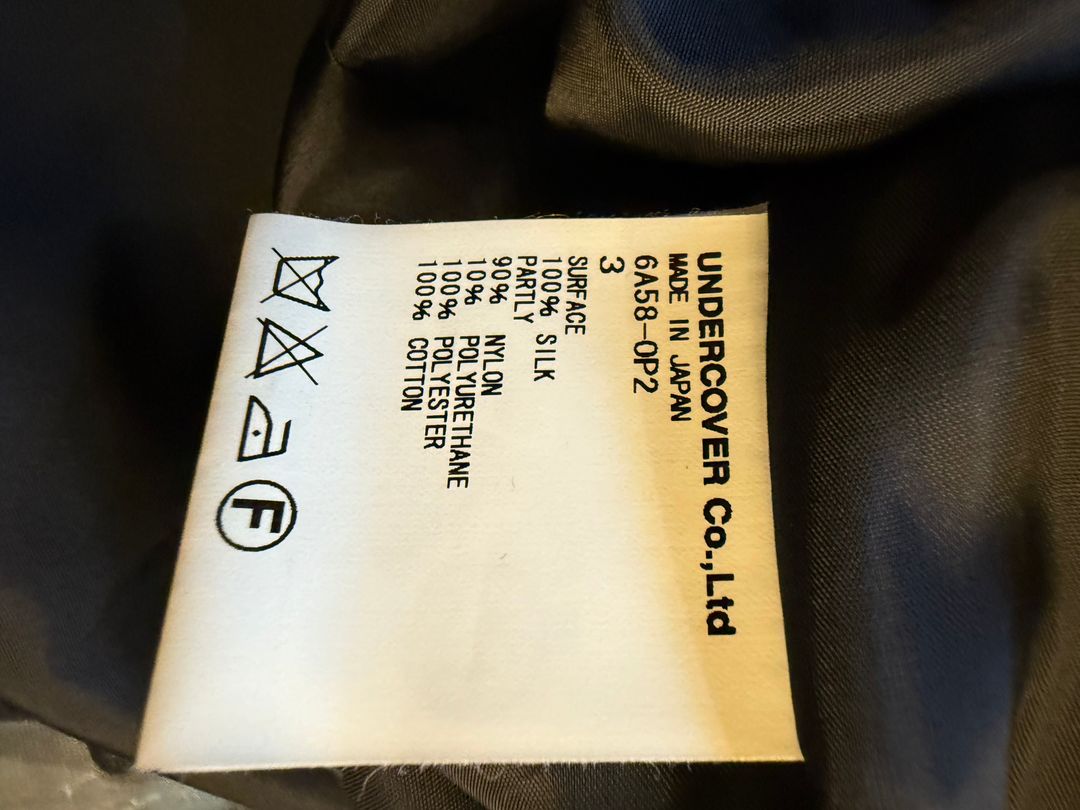 UNDERCOVER Co.,Ltd
MADE IN JAPAN
6A58-0P2
3
SURFACE
100% SILK
PARTLY
90% NYLON
10% POLYURETHANE
100% POLYESTER
100% COTTON
F